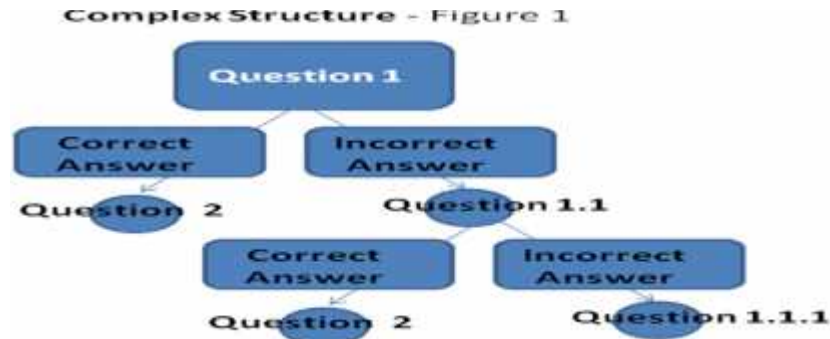 Complex Structure - Figure 1
Question 1
Correct
Answer
Incorrect
Answer
Question 2
Question 1.1
Correct
Answer
Incorrect
Answer
Question 2
Question 1.1.1